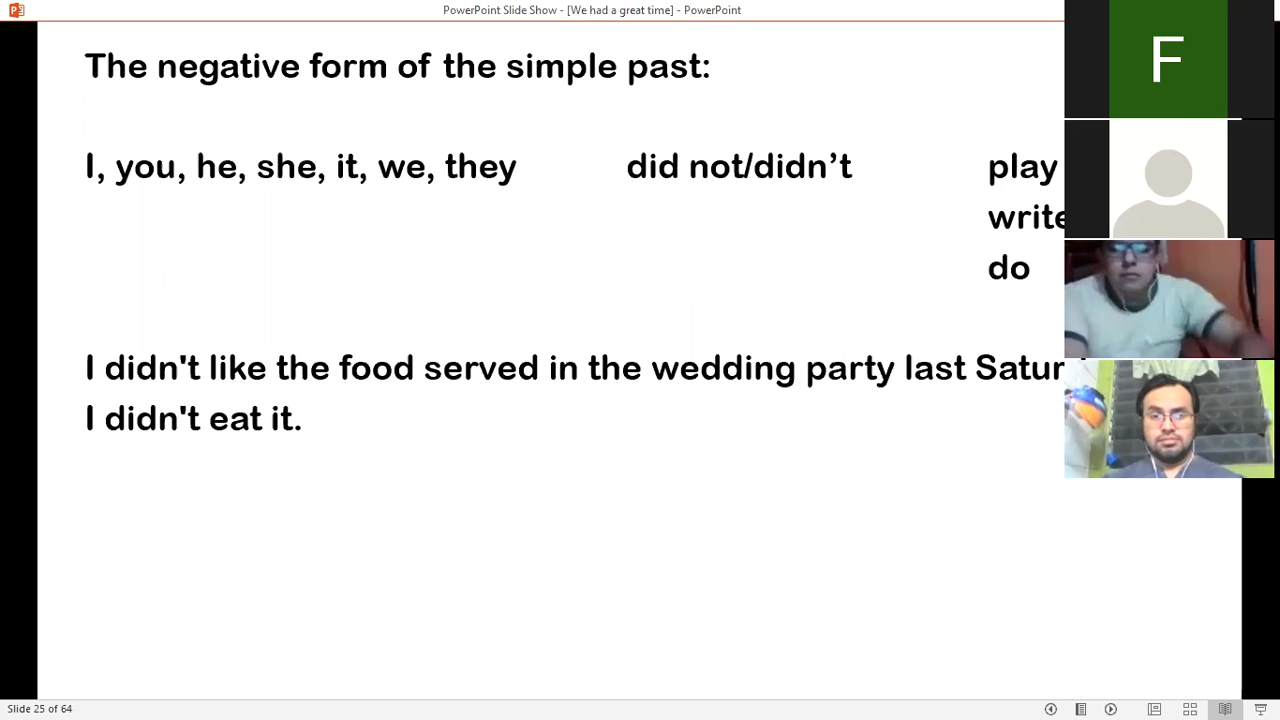 PowerPoint Slide Show - [We had a great time] - PowerPoint
F
The negative form of the simple past:
I, you, he, she, it, we, they did not/didn’t play
write
do
I didn't like the food served in the wedding party last Satur
I didn't eat it.
Slide 25 of 64